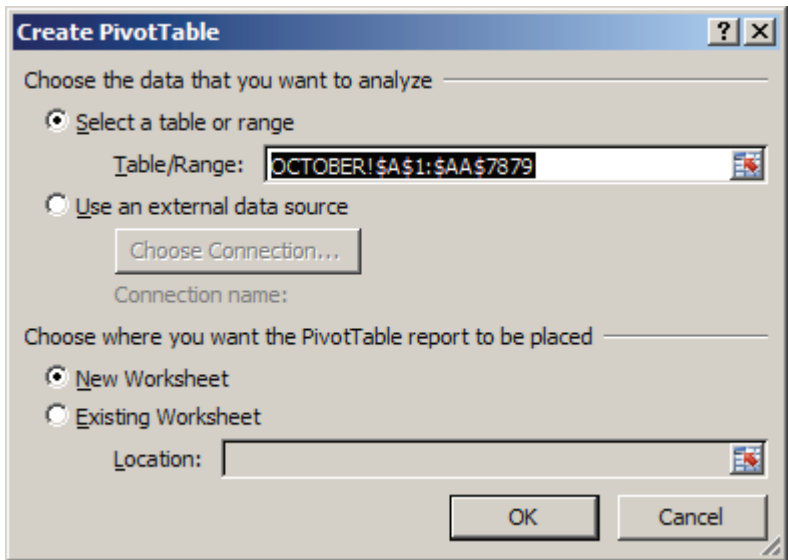 Create PivotTable
Choose the data that you want to analyze
Select a table or range
Table/Range: OCTOBER!$A$1:$AA$7879
Use an external data source
Choose Connection...
Connection name:
Choose where you want the PivotTable report to be placed
New Worksheet
Existing Worksheet
Location:
OK Cancel